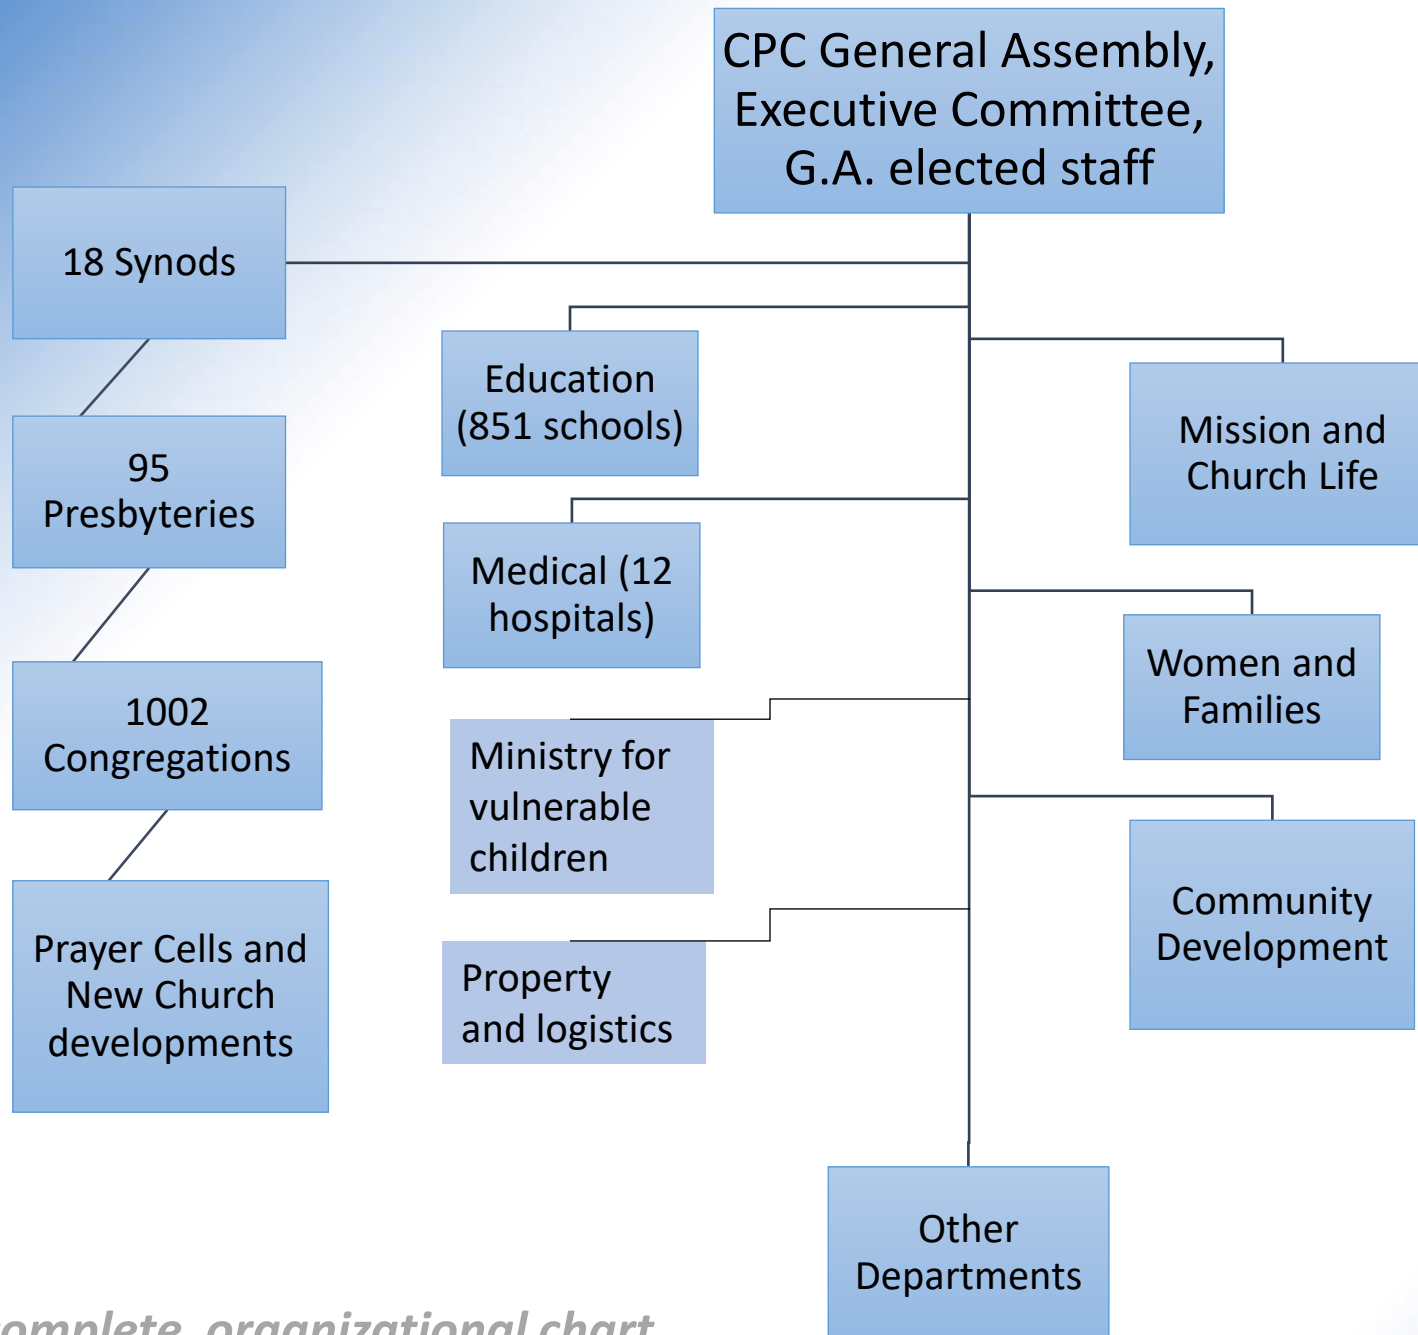 CPC General Assembly,
Executive Committee,
G.A. elected staff
18 Synods
95
Presbyteries
1002
Congregations
Prayer Cells and
New Church
developments
Education
(851 schools)
Medical (12
hospitals)
Ministry for
vulnerable
children
Property
and logistics
Mission and
Church Life
Women and
Families
Community
Development
Other
Departments
organizational chart